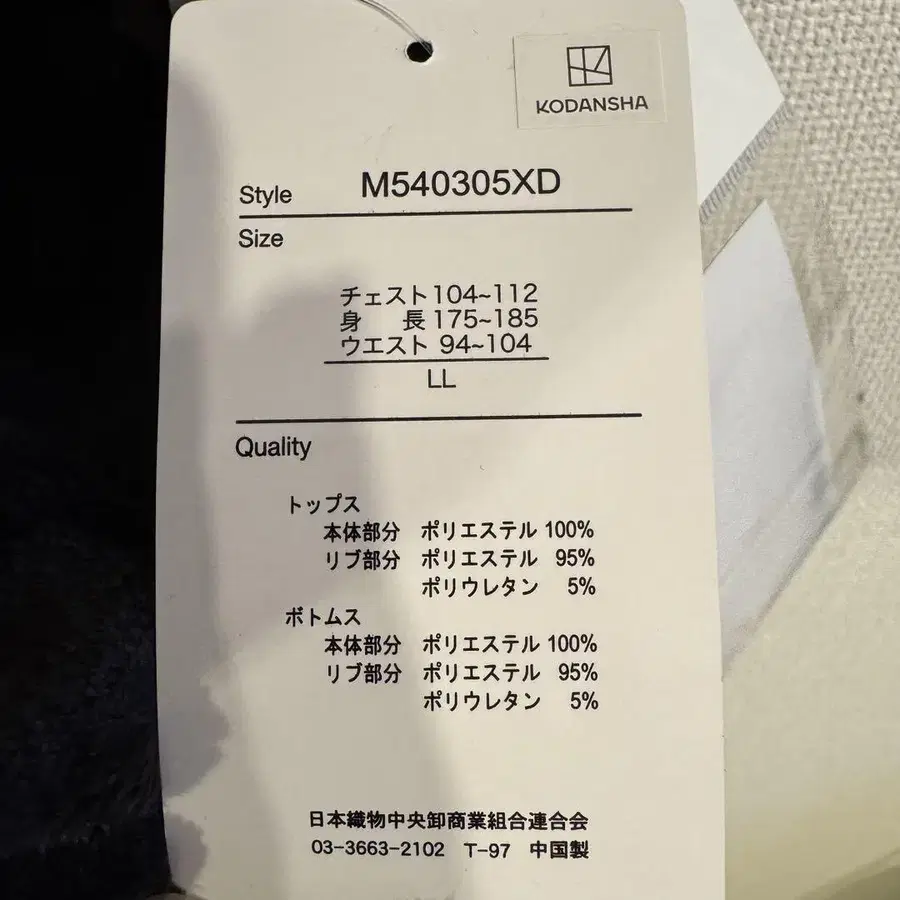 KODANSHA
Style M540305XD
Size
チェスト104~112
身 長175~185
ウエスト 94~104
LL
Quality
トップス
本体部分 ポリエステル 100%
リブ部分 ポリエステル 95%
ポリウレタン 5%
ボトムス
本体部分 ポリエステル 100%
リブ部分 ポリエステル 95%
ポリウレタン 5%
日本織物中央卸商業組合連合会
03-3663-2102 T-97 中国製